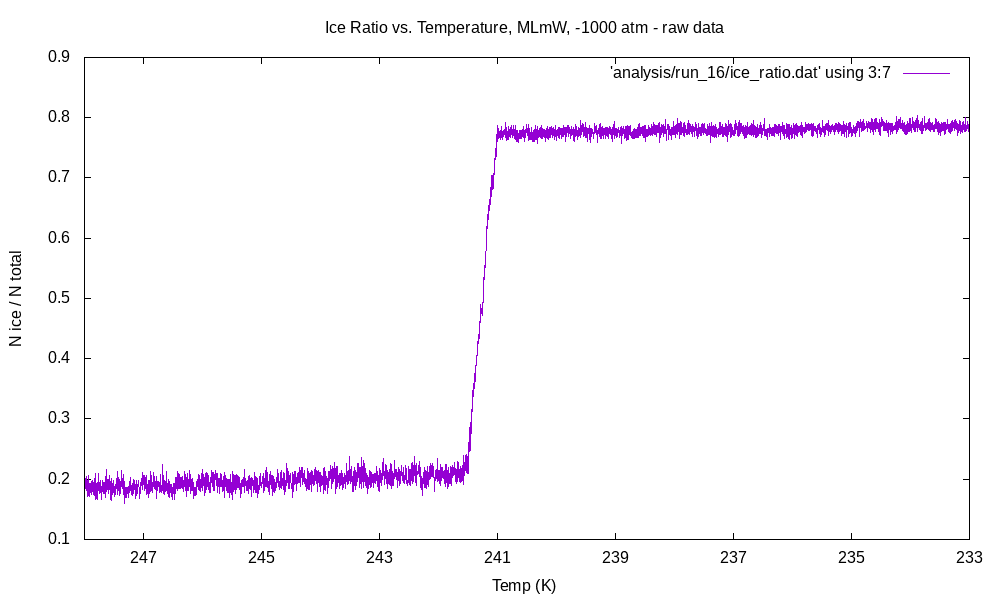 Ice Ratio vs. Temperature, MLmW, -1000 atm - raw data
'analysis/run_16/ice_ratio.dat' using 3:7
0.9
0.8
0.7
0.6
0.5
0.4
0.3
0.2
0.1
N ice / N total
247 245 243 241 239 237 235 233
Temp (K)